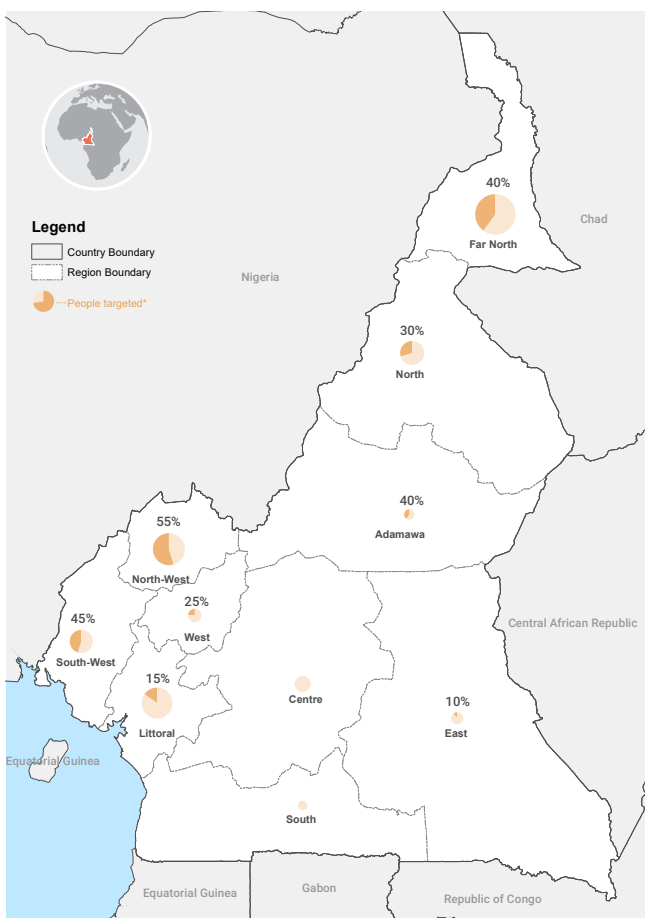 40%
Far North
Chad
Legend
Country Boundary
Region Boundary
People targeted*
Nigeria
30%
North
40%
Adamawa
55%
North-West
25%
West
45%
South-West
Central African Republic
15%
Littoral
Centre
10%
East
Equatorial Guinea
South
Equatorial Guinea
Gabon
Republic of Congo